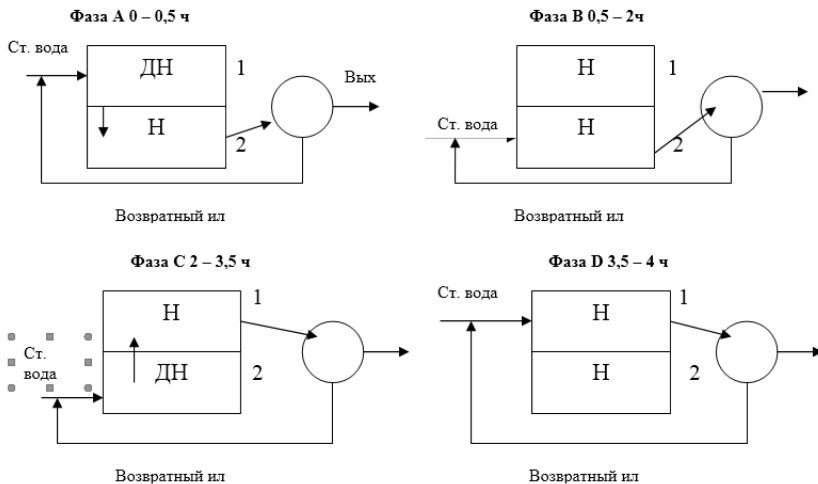 Фаза А 0 – 0,5 ч
Ст. вода
ДН
1
Н
2
Вых
Возвратный ил
Фаза В 0,5 – 2ч
Н
1
Ст. вода
Н
2
Возвратный ил
Фаза С 2 – 3,5 ч
Н
1
Ст.
вода
ДН
2
Возвратный ил
Фаза D 3,5 – 4 ч
Ст. вода
Н
1
Н
2
Возвратный ил